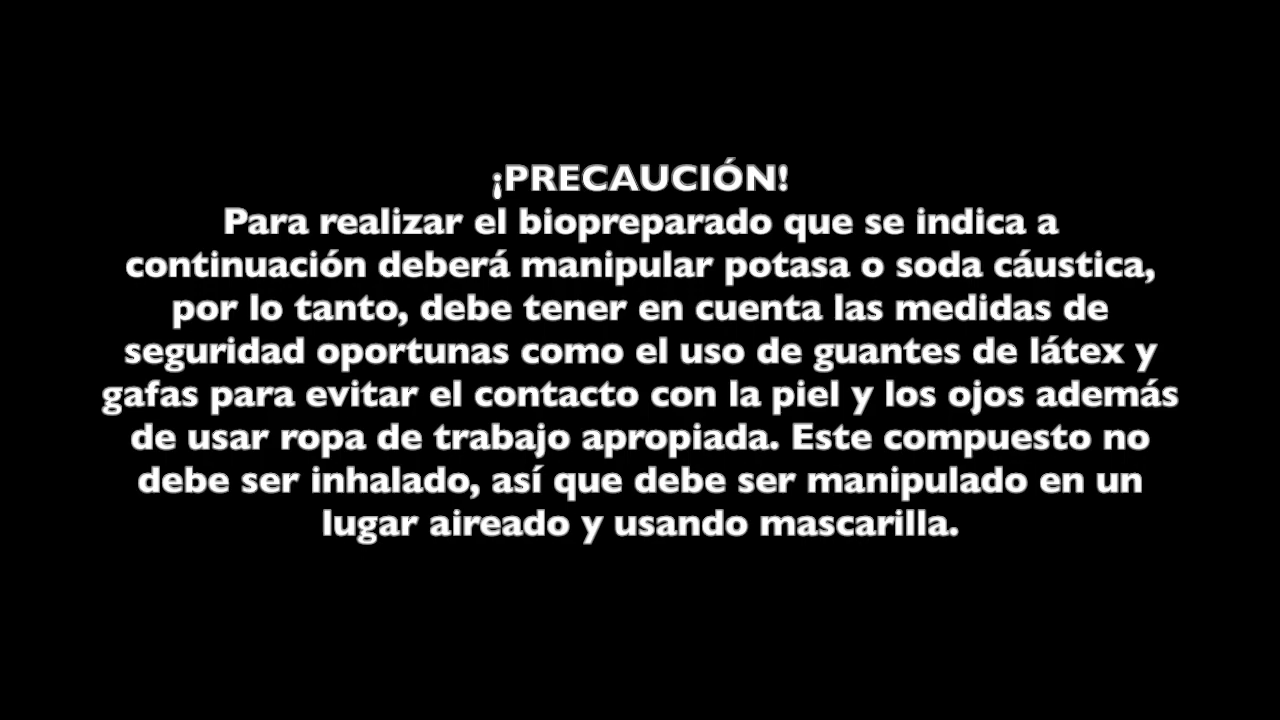 ¡PRECAUCIÓN!
Para realizar el biopreparado que se indica a
continuación deberá manipular potasa o soda cáustica,
por lo tanto, debe tener en cuenta las medidas de
seguridad oportunas como el uso de guantes de látex y
gafas para evitar el contacto con la piel y los ojos además
de usar ropa de trabajo apropiada. Este compuesto no
debe ser inhalado, así que debe ser manipulado en un
lugar aireado y usando mascarilla.